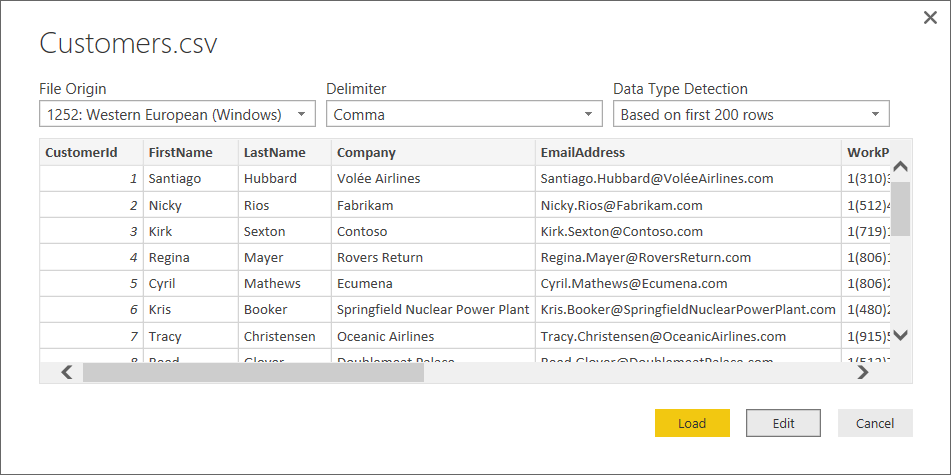 Customers.csv
File Origin Delimiter Data Type Detection
1252: Western European (Windows) Comma Based on first 200 rows
CustomerId FirstName LastName Company EmailAddress WorkP
1 Santiago Hubbard Volée Airlines Santiago.Hubbard@VoléeAirlines.com 1(310)3
2 Nicky Rios Fabrikam Nicky.Rios@Fabrikam.com 1(512)4
3 Kirk Sexton Contoso Kirk.Sexton@Contoso.com 1(719)1
4 Regina Mayer Rovers Return Regina.Mayer@RoversReturn.com 1(806)1
5 Cyril Mathews Ecumena Cyril.Mathews@Ecumena.com 1(806)2
6 Kris Booker Springfield Nuclear Power Plant Kris.Booker@SpringfieldNuclearPowerPlant.com 1(480)2
7 Tracy Christensen Oceanic Airlines Tracy.Christensen@OceanicAirlines.com 1(915)5
8 Reed Glover Doublemeat Palace Reed.Glover@DoublemeatPalace.com
Load Edit Cancel